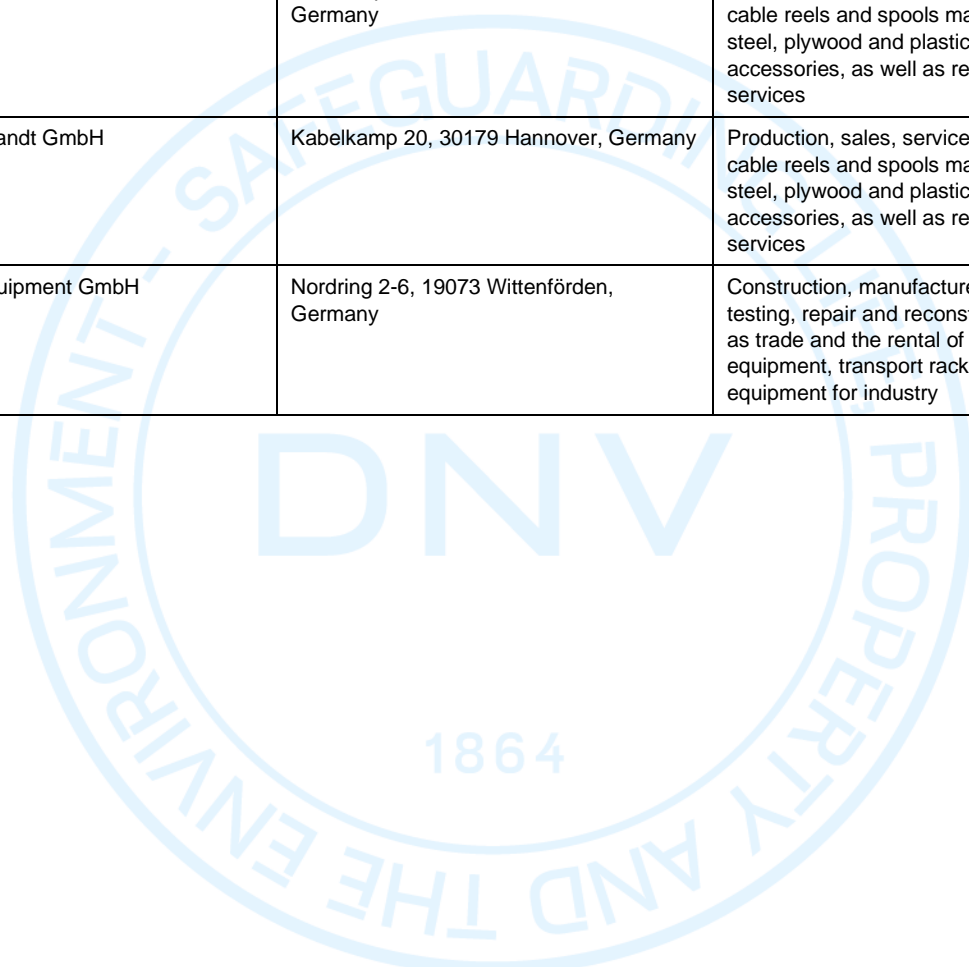 Germany
cable reels and spools ma
steel, plywood and plastic
accessories, as well as re
services
andt GmbH
Kabelkamp 20, 30179 Hannover, Germany
Production, sales, service
cable reels and spools ma
steel, plywood and plastic
accessories, as well as re
services
uipment GmbH
Nordring 2-6, 19073 Wittenförden,
Germany
Construction, manufacture
testing, repair and reconst
as trade and the rental of
equipment, transport rack
equipment for industry
SAFEGUARDING LIFE, PROPERTY AND THE ENVIRONMENT -
DNV
1864